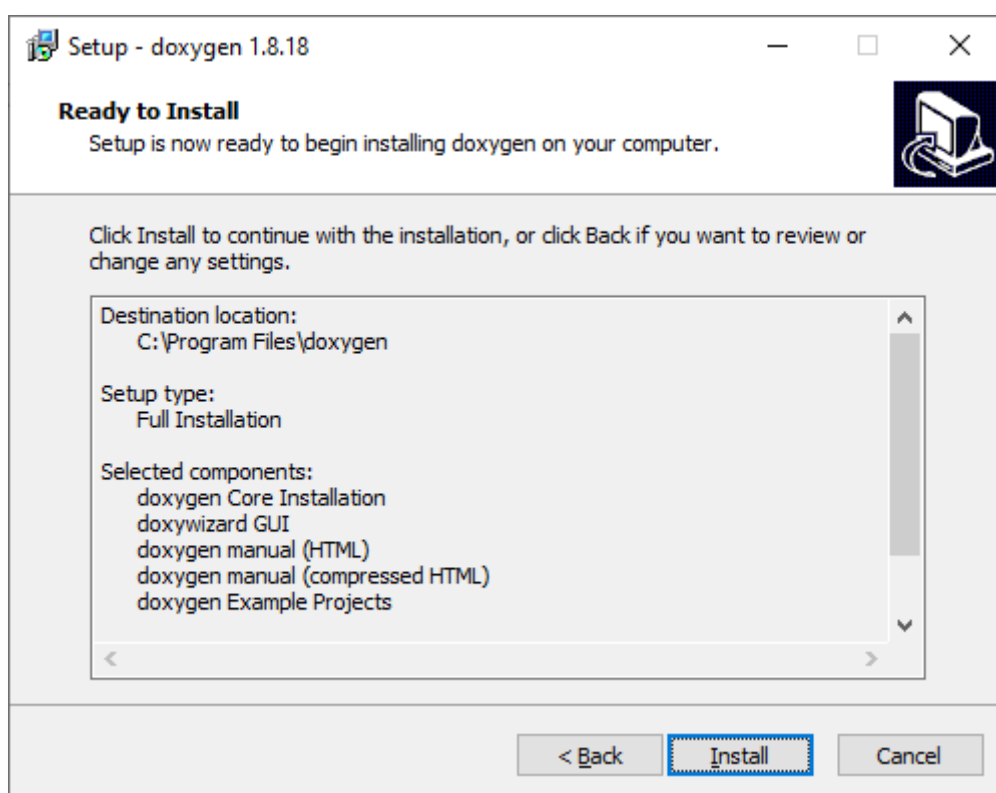 Setup - doxygen 1.8.18
Ready to Install
Setup is now ready to begin installing doxygen on your computer.
Click Install to continue with the installation, or click Back if you want to review or
change any settings.
Destination location:
C:\Program Files\doxygen
Setup type:
Full Installation
Selected components:
doxygen Core Installation
doxywizard GUI
doxygen manual (HTML)
doxygen manual (compressed HTML)
doxygen Example Projects
< Back
Install
Cancel